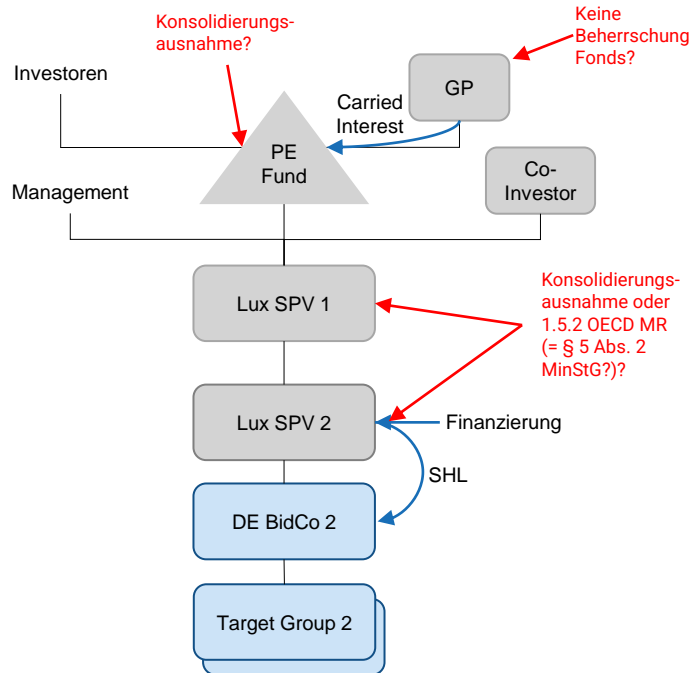 Konsolidierungs-
ausnahme?
Keine
Beherrschung
Fonds?
Investoren
GP
Carried
Interest
PE
Fund
Co-
Investor
Management
Lux SPV 1
Konsolidierungs-
ausnahme oder
1.5.2 OECD MR
(= § 5 Abs. 2
MinStG?)?
Lux SPV 2
Finanzierung
SHL
DE BidCo 2
Target Group 2